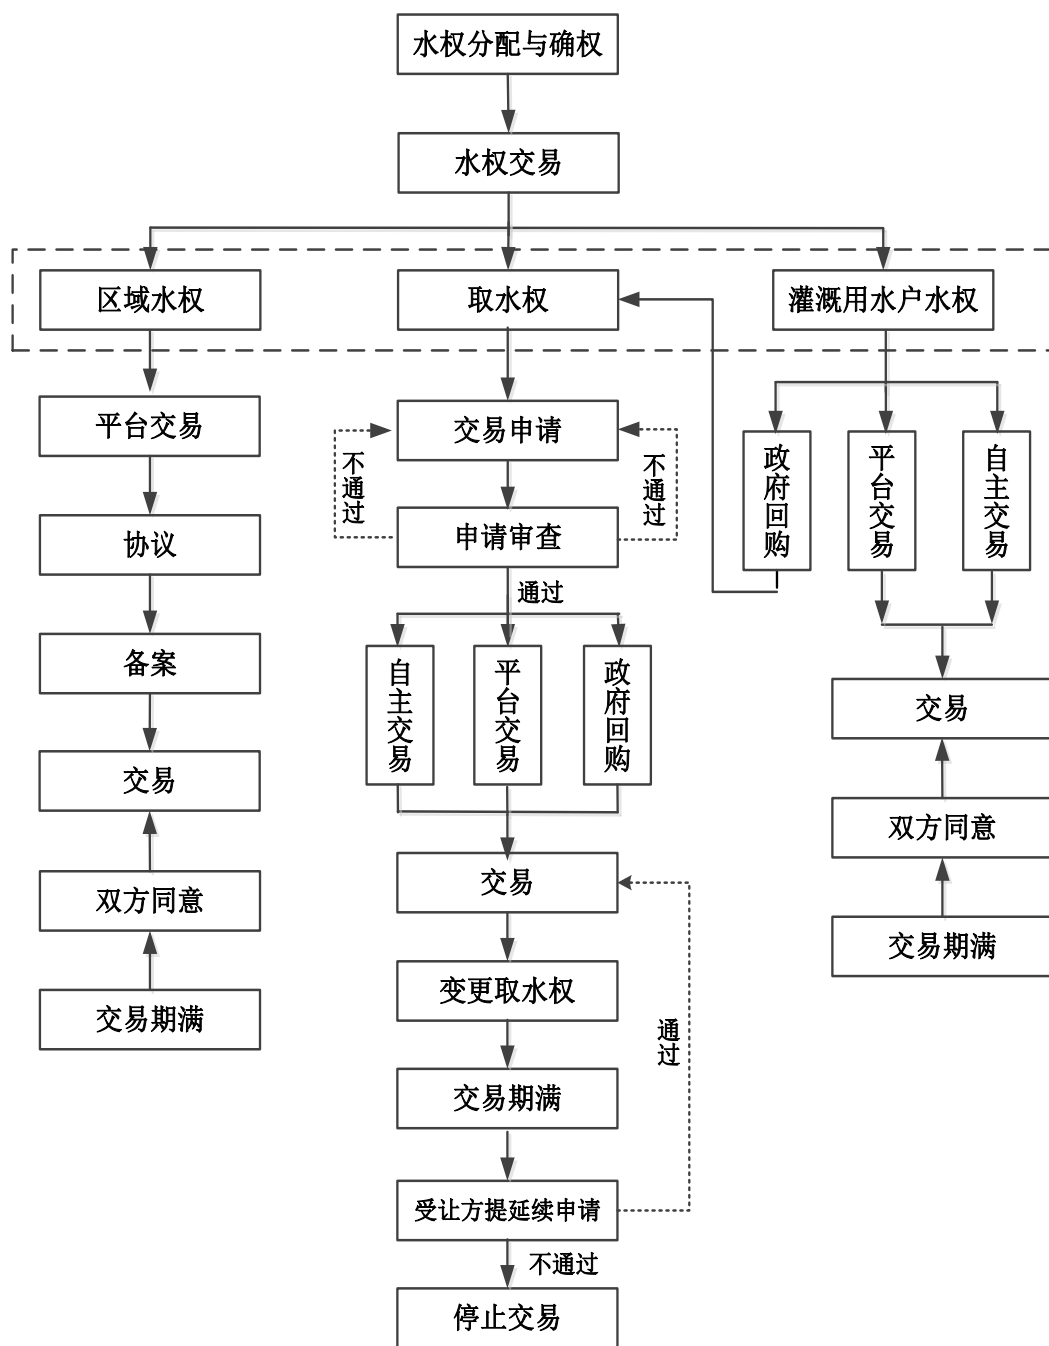 水权分配与确权
水权交易
区域水权
取水权
灌溉用水户水权
平台交易
协议
备案
交易
双方同意
交易期满
交易申请
不通过
不通过
申请审查
通过
自主交易
平台交易
政府回购
交易
变更取水权
交易期满
通过
受让方提延续申请
不通过
停止交易
政府回购
平台交易
自主交易
交易
双方同意
交易期满